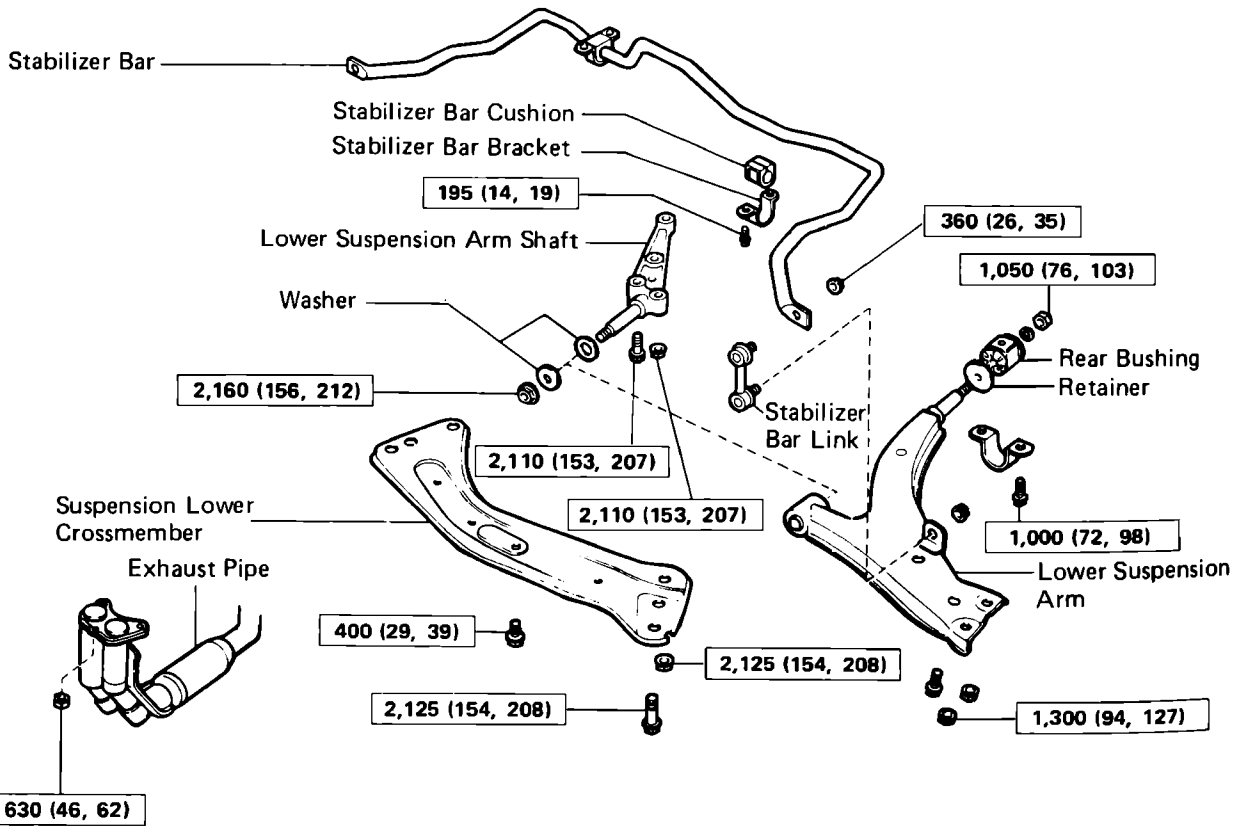 Stabilizer Bar
Stabilizer Bar Cushion
Stabilizer Bar Bracket
195 (14, 19)
360 (26, 35)
Lower Suspension Arm Shaft
1,050 (76, 103)
Washer
Rear Bushing
Retainer
2,160 (156, 212)
Stabilizer
Bar Link
2,110 (153, 207)
2,110 (153, 207)
Suspension Lower
Crossmember
1,000 (72, 98)
Exhaust Pipe
Lower Suspension
Arm
400 (29, 39)
2,125 (154, 208)
2,125 (154, 208)
1,300 (94, 127)
630 (46, 62)